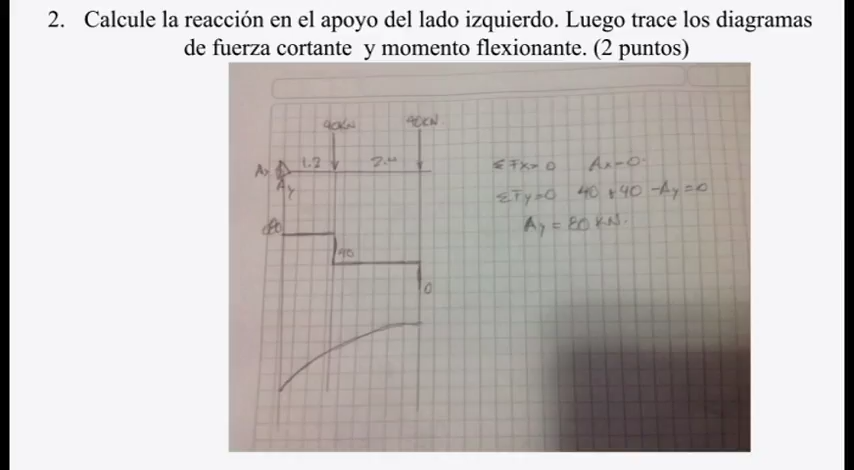 2. Calcule la reacción en el apoyo del lado izquierdo. Luego trace los diagramas
de fuerza cortante y momento flexionante. (2 puntos)
40KN 40KN
1.2 2.
Ay
ΣFx=0 Ax=0
ΣFy=0 40+40-Ay=0
80
Ay = 80 KN.
40
0